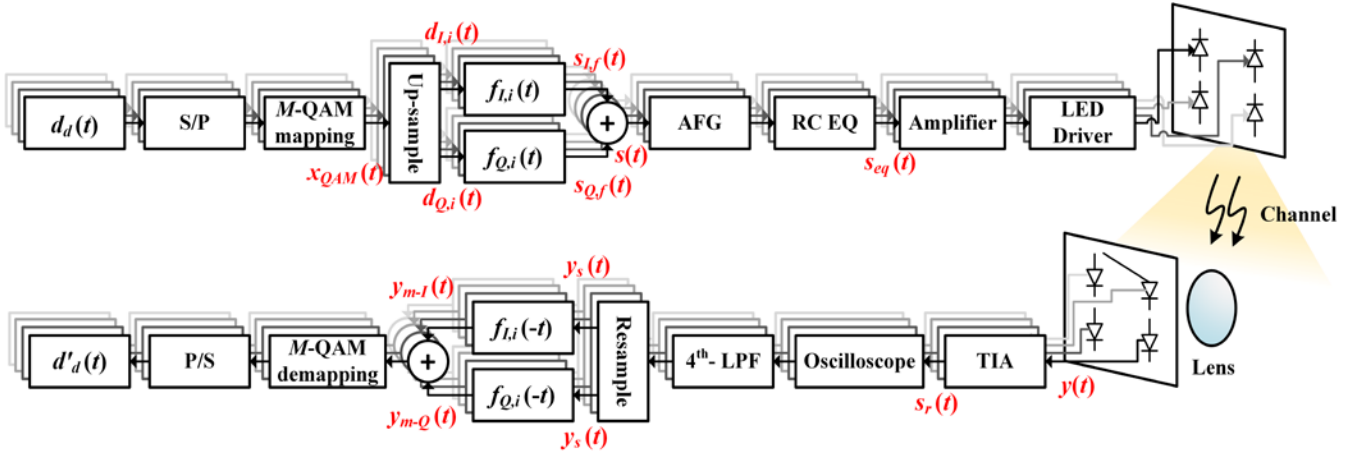 d_{I,i}(t)
s_{I,f}(t)
d_d(t)
S/P
M-QAM
mapping
Up-sample
f_{I,i}(t)
f_{Q,i}(t)
+
AFG
RC EQ
Amplifier
LED
Driver
x_{QAM}(t)
s(t)
s_{eq}(t)
d_{Q,i}(t)
s_{Q,f}(t)
Channel
y_s(t)
y_{m-I}(t)
d'_d(t)
P/S
M-QAM
demapping
+
f_{I,i}(-t)
f_{Q,i}(-t)
Resample
4th- LPF
Oscilloscope
TIA
y(t)
Lens
s_r(t)
y_{m-Q}(t)
y_s(t)